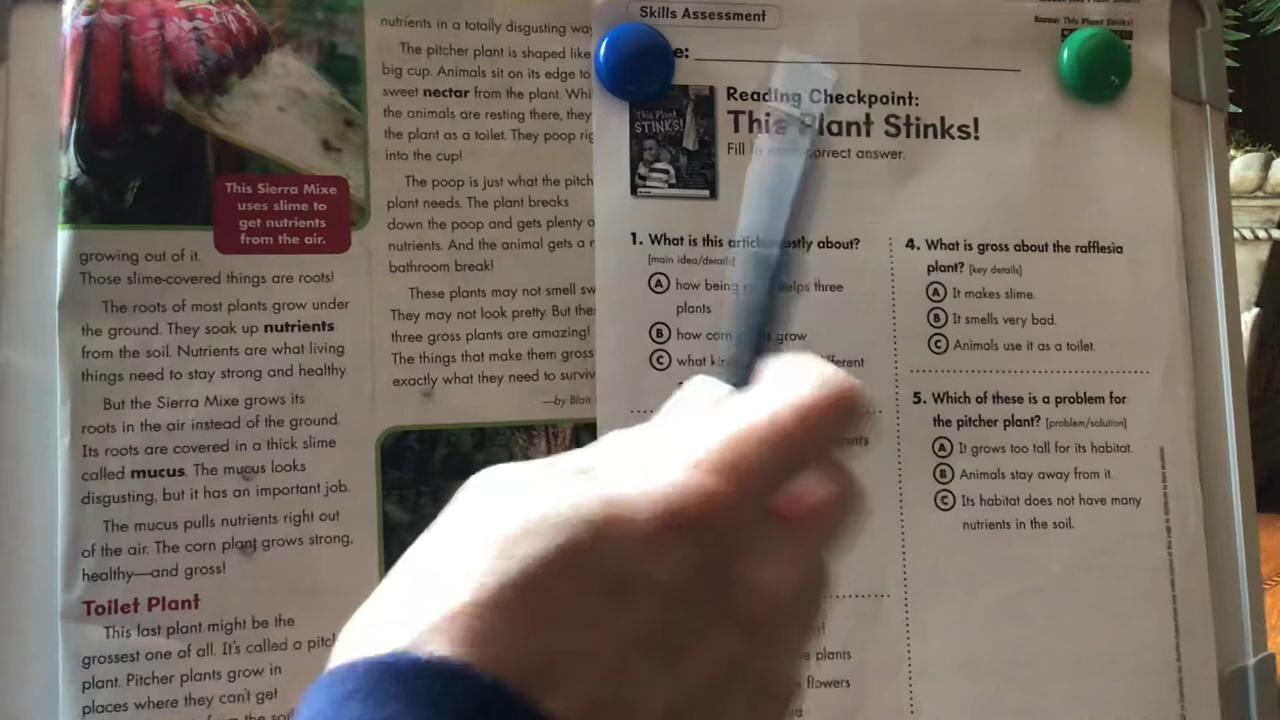 This Sierra Mixe
uses slime to
get nutrients
from the air.
growing out of it.
Those slime-covered things are roots!
The roots of most plants grow under
the ground. They soak up nutrients
from the soil. Nutrients are what living
things need to stay strong and healthy.
But the Sierra Mixe grows its
roots in the air instead of the ground.
Its roots are covered in a thick slime
called mucus. The mucus looks
disgusting, but it has an important job.
The mucus pulls nutrients right out
of the air. The corn plant grows strong,
healthy—and gross!
Toilet Plant
This last plant might be the
grossest one of all. It's called a
plant. Pitcher plants grow in
places where they can't get
nutrients in a totally disgusting way
The pitcher plant is shaped like
big cup. Animals sit on its edge to
sweet nectar from the plant.
the animals are resting there, they
the plant as a toilet. They poop
into the cup!
The poop is just what the
plant needs. The plant breaks
down the poop and gets plenty
nutrients. And the animal gets a
bathroom break!
These plants may not smell
They may not look pretty. But
three gross plants are amazing!
The things that make them gross
exactly what they need to
—by Blair
Skills Assessment
This Plant
STINKS!
Reading Checkpoint:
This Plant Stinks!
Fill correct answer.
1. What is this about?
[main idea/detail]
A how being three
plants
B how grow
C what
4. What is gross about the rafflesia
plant? [key details]
A It makes slime.
B It smells very bad.
C Animals use it as a toilet.
5. Which of these is a problem for
the pitcher plant? [problem/solution]
A It grows too tall for its habitat.
B Animals stay away from it.
C Its habitat does not have many
nutrients in the soil.
plants
flowers